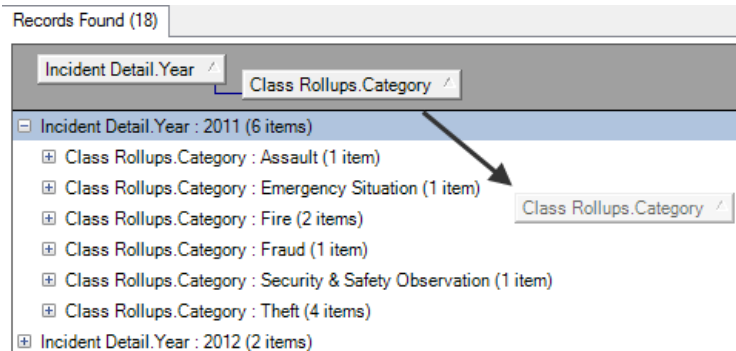 Records Found (18)
Incident Detail.Year
Class Rollups.Category
Incident Detail.Year : 2011 (6 items)
Class Rollups.Category : Assault (1 item)
Class Rollups.Category : Emergency Situation (1 item)
Class Rollups.Category
Class Rollups.Category : Fire (2 items)
Class Rollups.Category : Fraud (1 item)
Class Rollups.Category : Security & Safety Observation (1 item)
Class Rollups.Category : Theft (4 items)
Incident Detail.Year : 2012 (2 items)